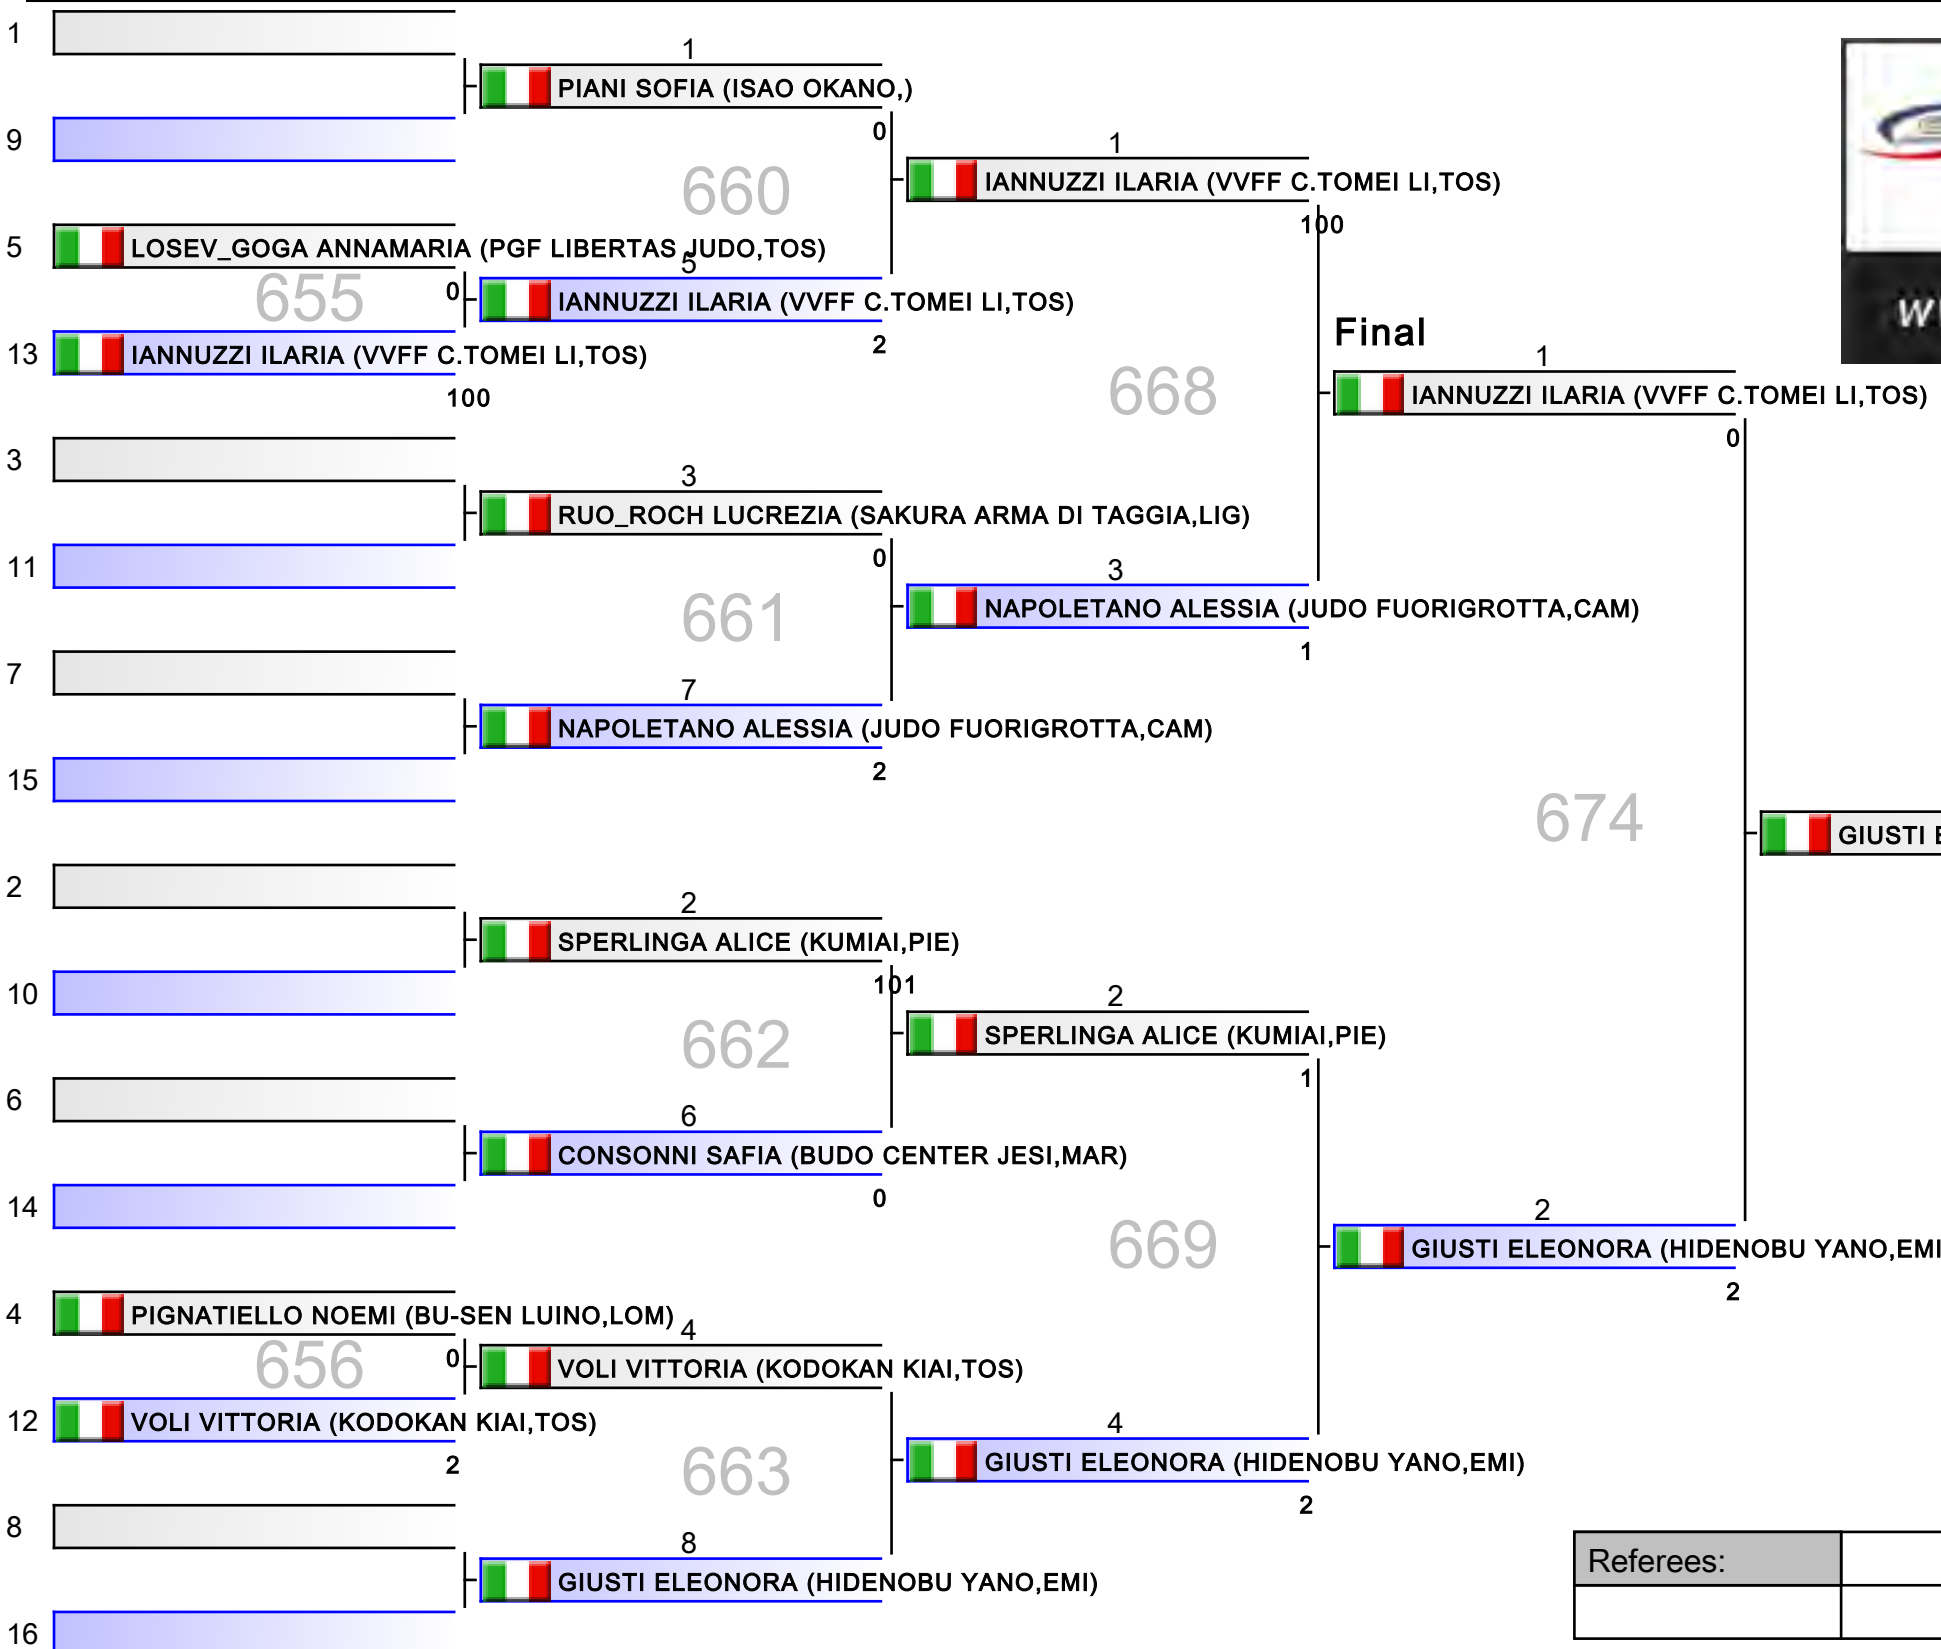 1
1
PIANI SOFIA (ISAO OKANO,)
0
9
1
660
IANNUZZI ILARIA (VVFF C.TOMEI LI,TOS)
100
5
LOSEV_GOGA ANNAMARIA (PGF LIBERTAS JUDO,TOS)
5
655
0
IANNUZZI ILARIA (VVFF C.TOMEI LI,TOS)
2
13
IANNUZZI ILARIA (VVFF C.TOMEI LI,TOS)
100
Final
1
668
IANNUZZI ILARIA (VVFF C.TOMEI LI,TOS)
0
3
3
RUO_ROCH LUCREZIA (SAKURA ARMA DI TAGGIA,LIG)
0
11
3
661
NAPOLETANO ALESSIA (JUDO FUORIGROTTA,CAM)
1
7
7
NAPOLETANO ALESSIA (JUDO FUORIGROTTA,CAM)
2
15
674
GIUSTI
2
2
SPERLINGA ALICE (KUMIAI,PIE)
101
10
2
662
SPERLINGA ALICE (KUMIAI,PIE)
1
6
6
CONSONNI SAFIA (BUDO CENTER JESI,MAR)
0
14
2
669
GIUSTI ELEONORA (HIDENOBU YANO,EMI
2
4
PIGNATIELLO NOEMI (BU-SEN LUINO,LOM)
4
656
0
VOLI VITTORIA (KODOKAN KIAI,TOS)
12
VOLI VITTORIA (KODOKAN KIAI,TOS)
2
4
663
GIUSTI ELEONORA (HIDENOBU YANO,EMI)
2
8
8
GIUSTI ELEONORA (HIDENOBU YANO,EMI)
16
Referees: